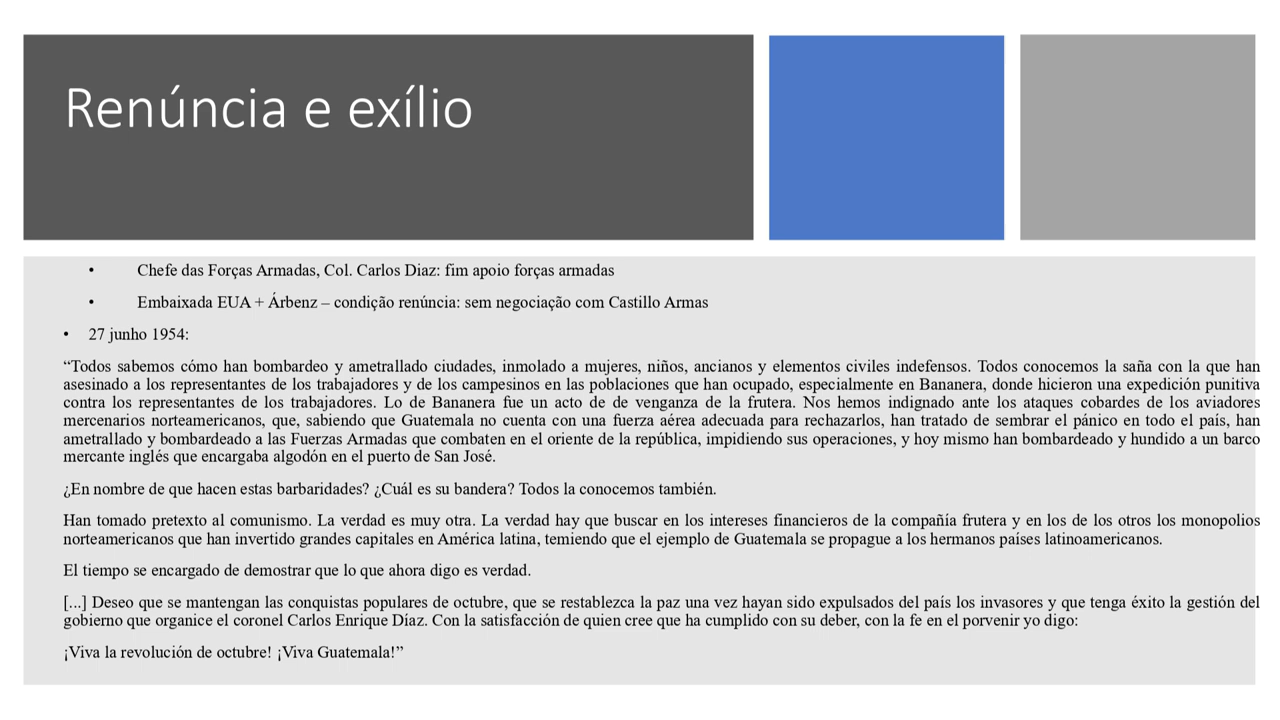 Renúncia e exílio
• Chefe das Forças Armadas, Col. Carlos Diaz: fim apoio forças armadas
• Embaixada EUA + Árbenz – condição renúncia: sem negociação com Castillo Armas
• 27 junho 1954:
“Todos sabemos cómo han bombardeo y ametrallado ciudades, inmolado a mujeres, niños, ancianos y elementos civiles indefensos. Todos conocemos la saña con la que han
asesinado a los representantes de los trabajadores y de los campesinos en las poblaciones que han ocupado, especialmente en Bananera, donde hicieron una expedición punitiva
contra los representantes de los trabajadores. Lo de Bananera fue un acto de de venganza de la frutera. Nos hemos indignado ante los ataques cobardes de los aviadores
mercenarios norteamericanos, que, sabiendo que Guatemala no cuenta con una fuerza aérea adecuada para rechazarlos, han tratado de sembrar el pánico en todo el país, han
ametrallado y bombardeado a las Fuerzas Armadas que combaten en el oriente de la república, impidiendo sus operaciones, y hoy mismo han bombardeado y hundido a un barco
mercante inglés que encargaba algodón en el puerto de San José.
¿En nombre de que hacen estas barbaridades? ¿Cuál es su bandera? Todos la conocemos también.
Han tomado pretexto al comunismo. La verdad es muy otra. La verdad hay que buscar en los intereses financieros de la compañía frutera y en los de los otros los monopolios
norteamericanos que han invertido grandes capitales en América latina, temiendo que el ejemplo de Guatemala se propague a los hermanos países latinoamericanos.
El tiempo se encargado de demostrar que lo que ahora digo es verdad.
[...] Deseo que se mantengan las conquistas populares de octubre, que se restablezca la paz una vez hayan sido expulsados del país los invasores y que tenga éxito la gestión del
gobierno que organice el coronel Carlos Enrique Díaz. Con la satisfacción de quien cree que ha cumplido con su deber, con la fe en el porvenir yo digo:
¡Viva la revolución de octubre! ¡Viva Guatemala!”